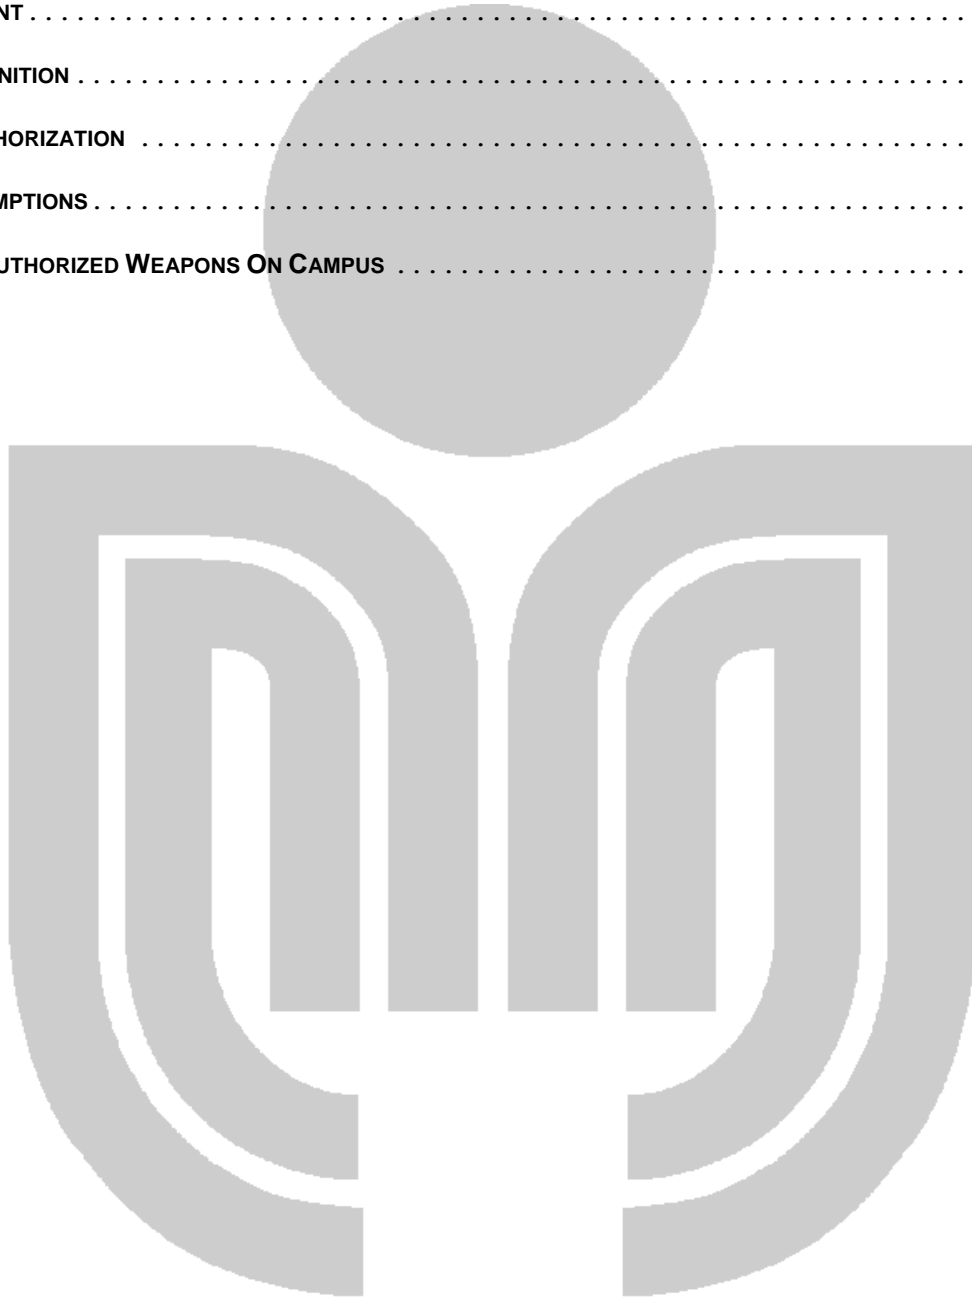 NT . . . . . . . . . . . . . . . . . . . . . . . . . . . . . . . . . . . . . . . . . . . . . . . . . . . . . . . . . . .
NITION . . . . . . . . . . . . . . . . . . . . . . . . . . . . . . . . . . . . . . . . . . . . . . . . . . . . . . . .
HORIZATION . . . . . . . . . . . . . . . . . . . . . . . . . . . . . . . . . . . . . . . . . . . . . . . . . . . .
MPTIONS . . . . . . . . . . . . . . . . . . . . . . . . . . . . . . . . . . . . . . . . . . . . . . . . . . . . . . .
UTHORIZED WEAPONS ON CAMPUS . . . . . . . . . . . . . . . . . . . . . . . . . . . . . . . . . . . .